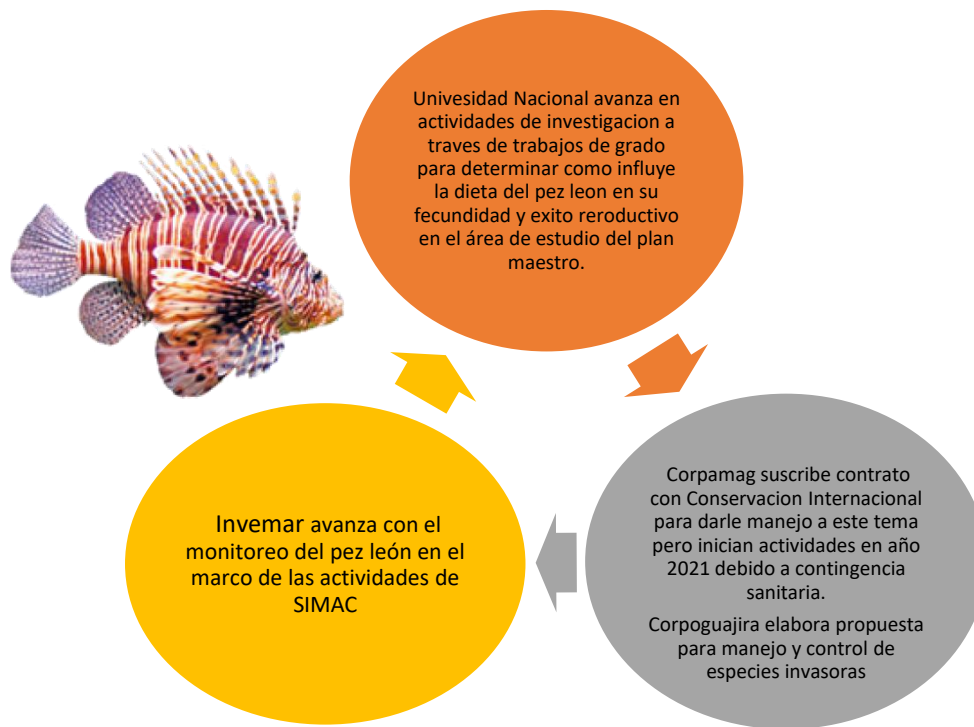 Univesidad Nacional avanza en
actividades de investigacion a
traves de trabajos de grado
para determinar como influye
la dieta del pez leon en su
fecundidad y exito reroductivo
en el área de estudio del plan
maestro.
Corpamag suscribe contrato
con Conservacion Internacional
para darle manejo a este tema
pero inician actividades en año
2021 debido a contingencia
sanitaria.
Corpoguajira elabora propuesta
para manejo y control de
especies invasoras
Invemar avanza con el
monitoreo del pez león en el
marco de las actividades de
SIMAC